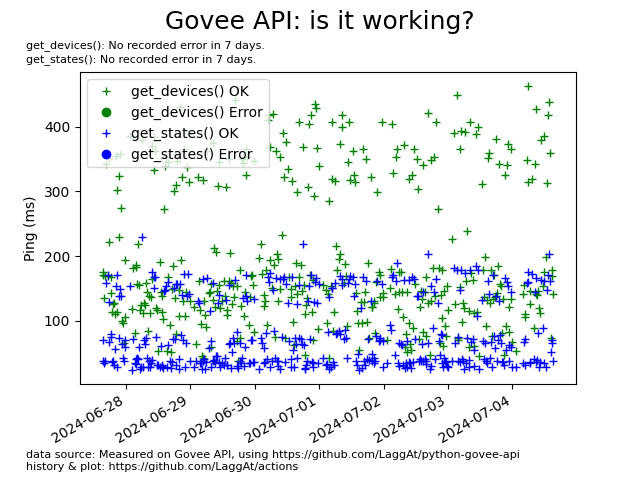 Govee API: is it working?
get_devices(): No recorded error in 7 days.
get_states(): No recorded error in 7 days.
get_devices() OK
get_devices() Error
get_states() OK
get_states() Error
Ping (ms)
400
300
200
100
2024-06-28
2024-06-29
2024-06-30
2024-07-01
2024-07-02
2024-07-03
2024-07-04
data source: Measured on Govee API, using https://github.com/LaggAt/python-govee-api
history & plot: https://github.com/LaggAt/actions